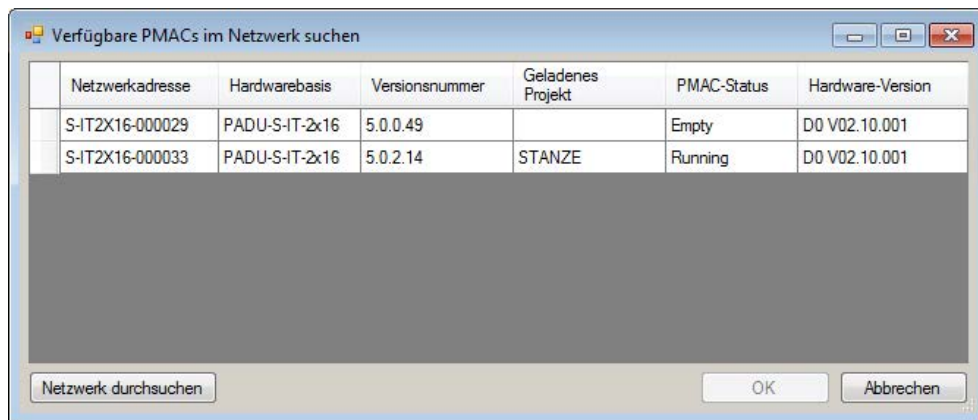 Verfügbare PMACs im Netzwerk suchen
Netzwerkadresse Hardwarebasis Versionsnummer Geladenes Projekt PMAC-Status Hardware-Version
S-IT2X16-000029 PADU-S-IT-2x16 5.0.0.49 Empty D0 V02.10.001
S-IT2X16-000033 PADU-S-IT-2x16 5.0.2.14 STANZE Running D0 V02.10.001
Netzwerk durchsuchen OK Abbrechen